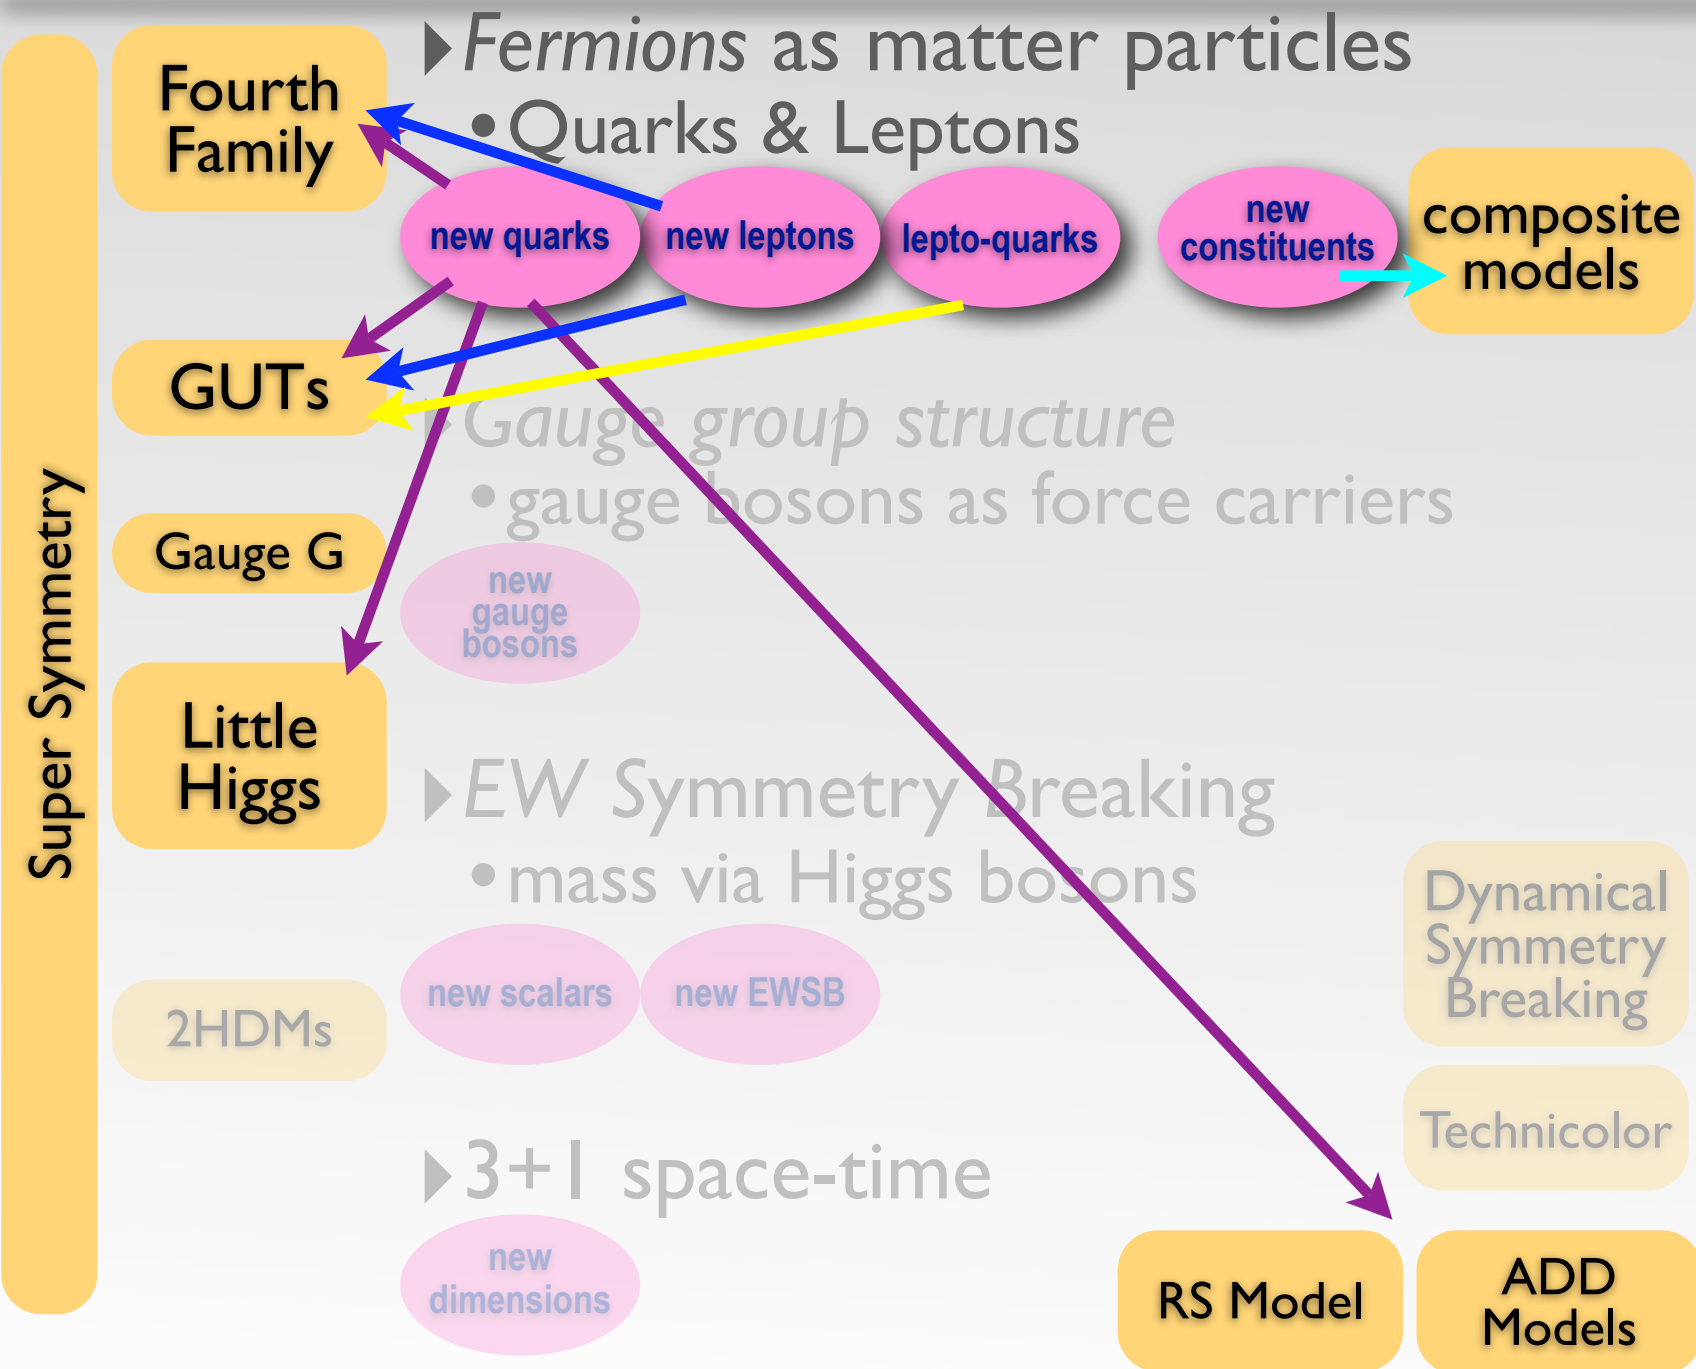 Super Symmetry
Fourth
Family
▸Fermions as matter particles
•Quarks & Leptons
new quarks
new leptons
lepto-quarks
new
constituents
composite
models
GUTs
▸Gauge group structure
•gauge bosons as force carriers
Gauge G
new
gauge
bosons
Little
Higgs
▸EW Symmetry Breaking
•mass via Higgs bosons
2HDMs
new scalars
new EWSB
Dynamical
Symmetry
Breaking
Technicolor
▸3+1 space-time
new
dimensions
RS Model
ADD
Models